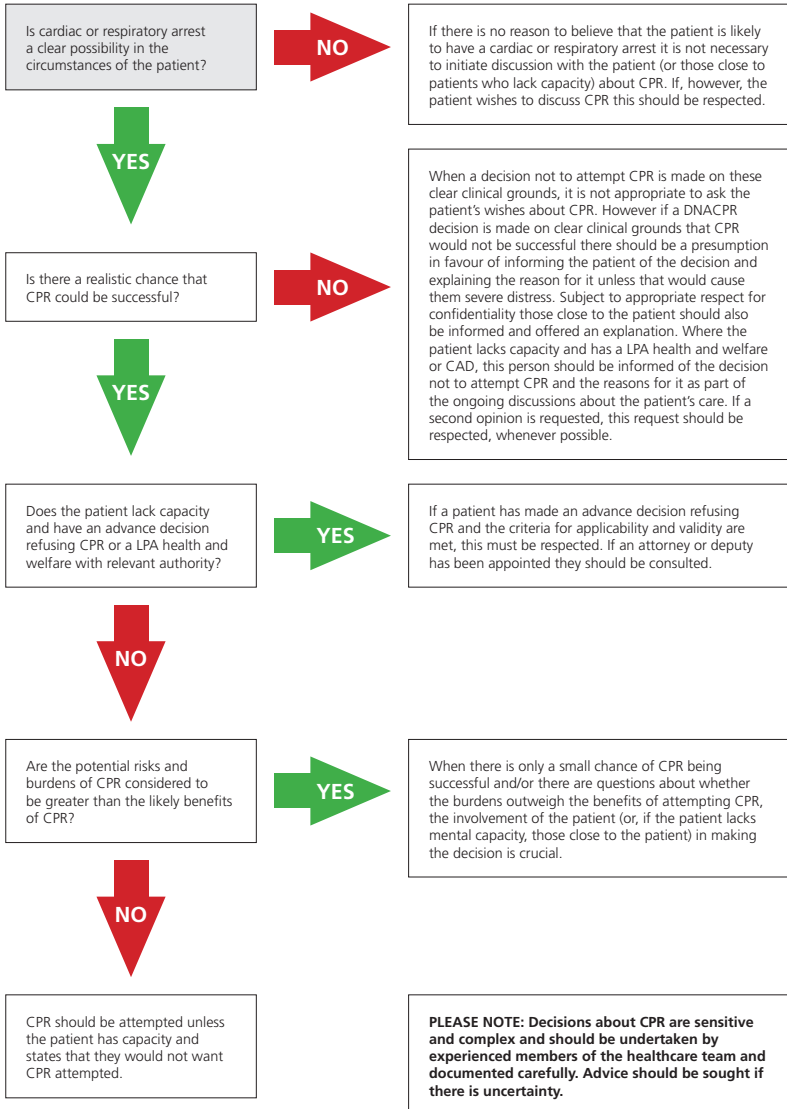 Is cardiac or respiratory arrest
a clear possibility in the
circumstances of the patient?
NO
If there is no reason to believe that the patient is likely
to have a cardiac or respiratory arrest it is not necessary
to initiate discussion with the patient (or those close to
patients who lack capacity) about CPR. If, however, the
patient wishes to discuss CPR this should be respected.
YES
Is there a realistic chance that
CPR could be successful?
NO
When a decision not to attempt CPR is made on these
clear clinical grounds, it is not appropriate to ask the
patient's wishes about CPR. However if a DNACPR
decision is made on clear clinical grounds that CPR
would not be successful there should be a presumption
in favour of informing the patient of the decision and
explaining the reason for it unless that would cause
them severe distress. Subject to appropriate respect for
confidentiality those close to the patient should also
be informed and offered an explanation. Where the
patient lacks capacity and has a LPA health and welfare
or CAD, this person should be informed of the decision
not to attempt CPR and the reasons for it as part of
the ongoing discussions about the patient's care. If a
second opinion is requested, this request should be
respected, whenever possible.
YES
Does the patient lack capacity
and have an advance decision
refusing CPR or a LPA health and
welfare with relevant authority?
YES
If a patient has made an advance decision refusing
CPR and the criteria for applicability and validity are
met, this must be respected. If an attorney or deputy
has been appointed they should be consulted.
NO
Are the potential risks and
burdens of CPR considered to
be greater than the likely benefits
of CPR?
YES
When there is only a small chance of CPR being
successful and/or there are questions about whether
the burdens outweigh the benefits of attempting CPR,
the involvement of the patient (or, if the patient lacks
mental capacity, those close to the patient) in making
the decision is crucial.
NO
CPR should be attempted unless
the patient has capacity and
states that they would not want
CPR attempted.
PLEASE NOTE: Decisions about CPR are sensitive
and complex and should be undertaken by
experienced members of the healthcare team and
documented carefully. Advice should be sought if
there is uncertainty.